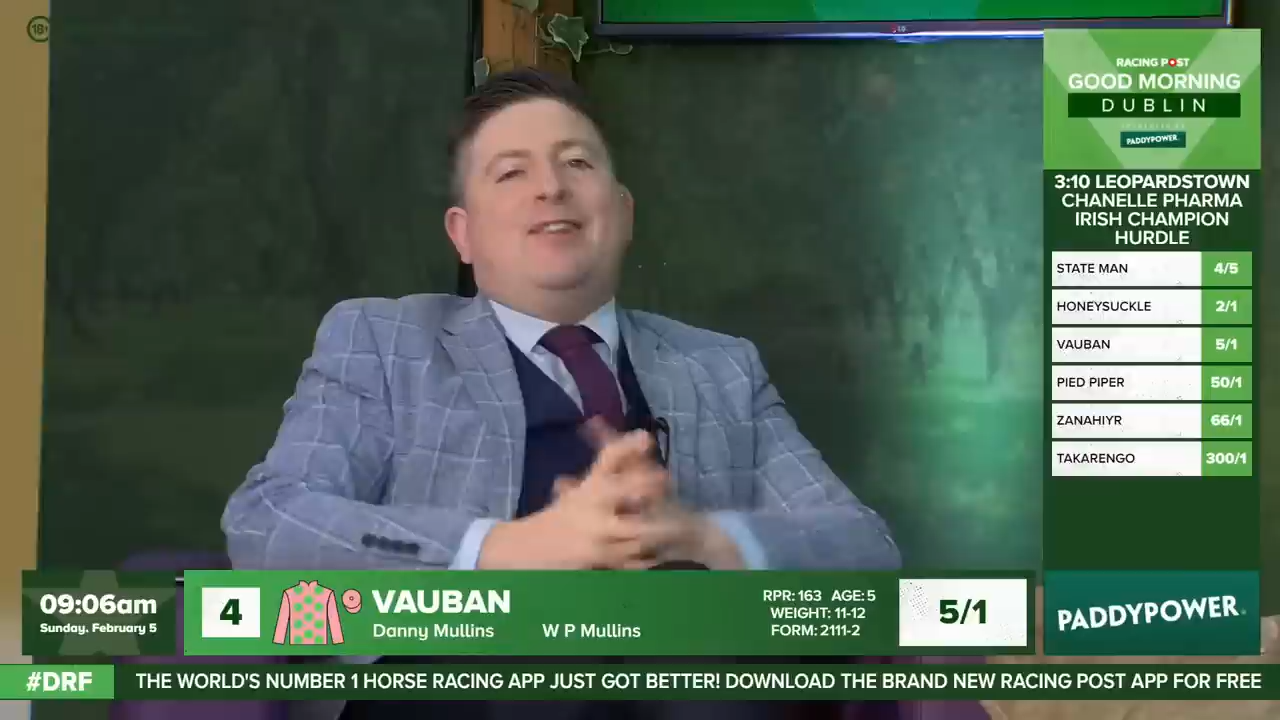 18+
RACING POST
GOOD MORNING
DUBLIN
PADDYPOWER.
3:10 LEOPARDSTOWN
CHANELLE PHARMA
IRISH CHAMPION
HURDLE
STATE MAN 4/5
HONEYSUCKLE 2/1
VAUBAN 5/1
PIED PIPER 50/1
ZANAHIYR 66/1
TAKARENGO 300/1
09:06am
Sunday, February 5
4
VAUBAN
Danny Mullins W P Mullins
RPR: 163 AGE: 5
WEIGHT: 11-12
FORM: 2111-2
5/1
PADDYPOWER.
#DRF
THE WORLD'S NUMBER 1 HORSE RACING APP JUST GOT BETTER! DOWNLOAD THE BRAND NEW RACING POST APP FOR FREE